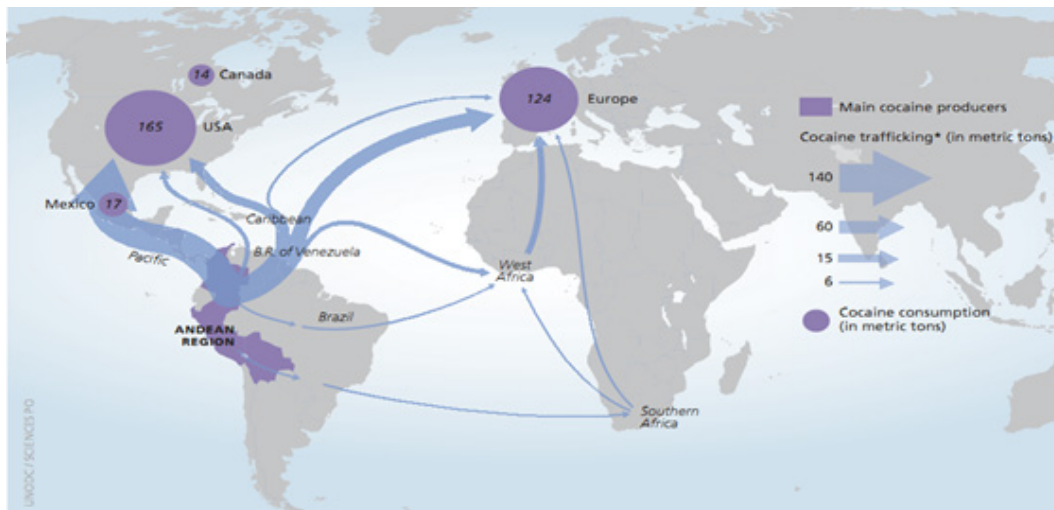 14 Canada
165 USA
Mexico 17
124 Europe
Main cocaine producers
Cocaine trafficking* (in metric tons)
140
60
15
6
Cocaine consumption
(in metric tons)
Caribbean
Pacific
B.R. of Venezuela
West
Africa
Brazil
ANDEAN
REGION
Southern
Africa
UNODC / SCIENCES PO